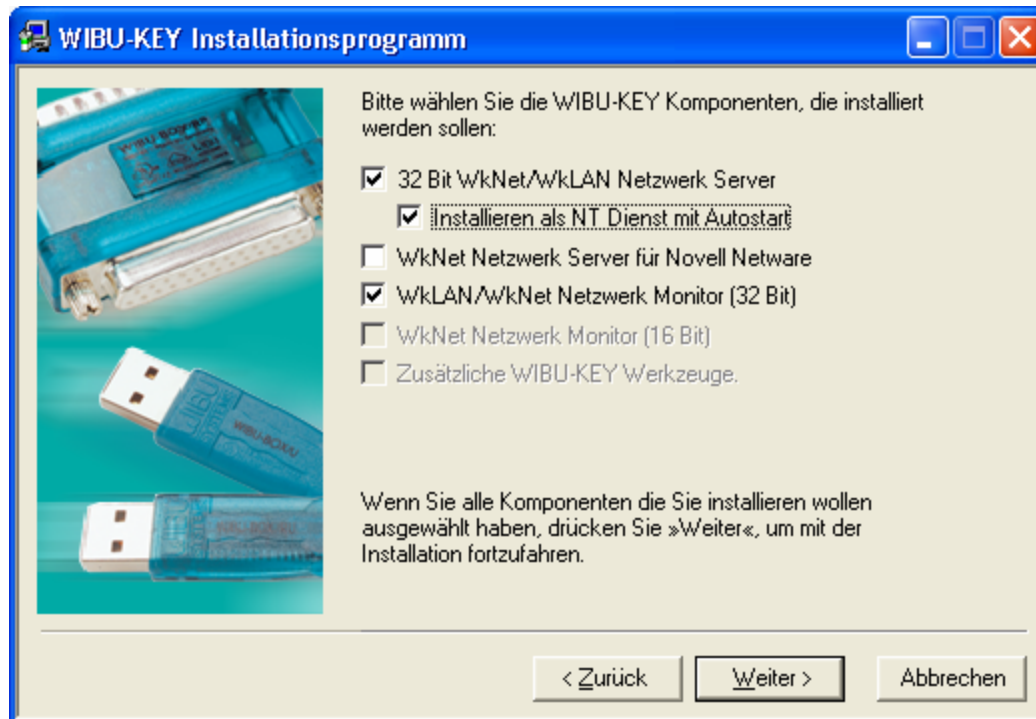 WIBU-KEY Installationsprogramm
Bitte wählen Sie die WIBU-KEY Komponenten, die installiert
werden sollen:
32 Bit WkNet/WkLAN Netzwerk Server
Installieren als NT Dienst mit Autostart
WkNet Netzwerk Server für Novell Netware
WkLAN/WkNet Netzwerk Monitor (32 Bit)
WkNet Netzwerk Monitor (16 Bit)
Zusätzliche WIBU-KEY Werkzeuge.
WIBU-BOX/U
Wenn Sie alle Komponenten die Sie installieren wollen
ausgewählt haben, drücken Sie »Weiter«, um mit der
Installation fortzufahren.
< Zurück
Weiter >
Abbrechen